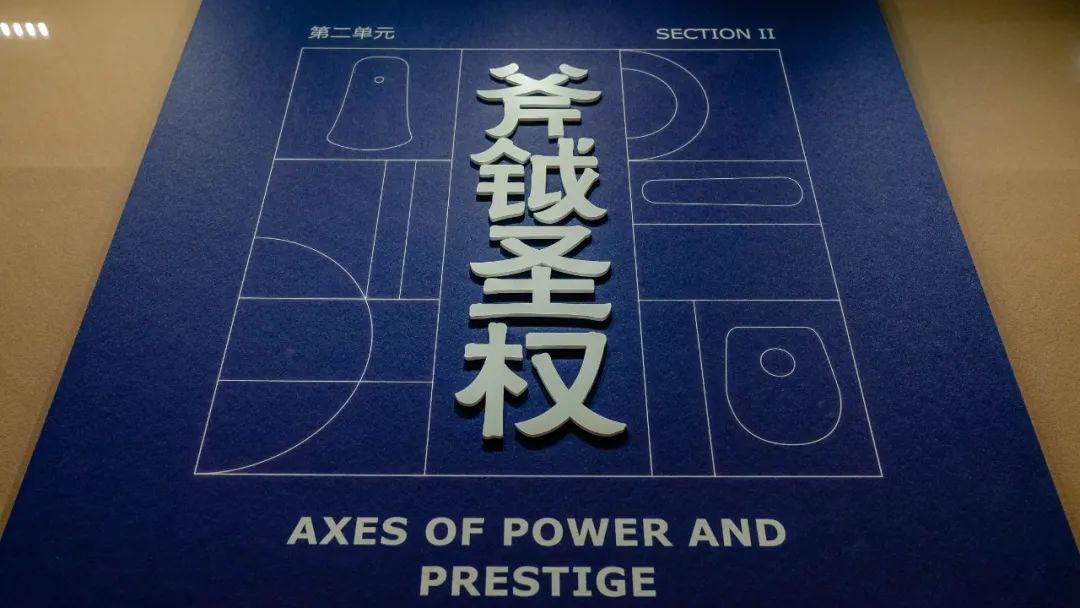 第二单元
SECTION II
斧钺圣权
AXES OF POWER AND
PRESTIGE